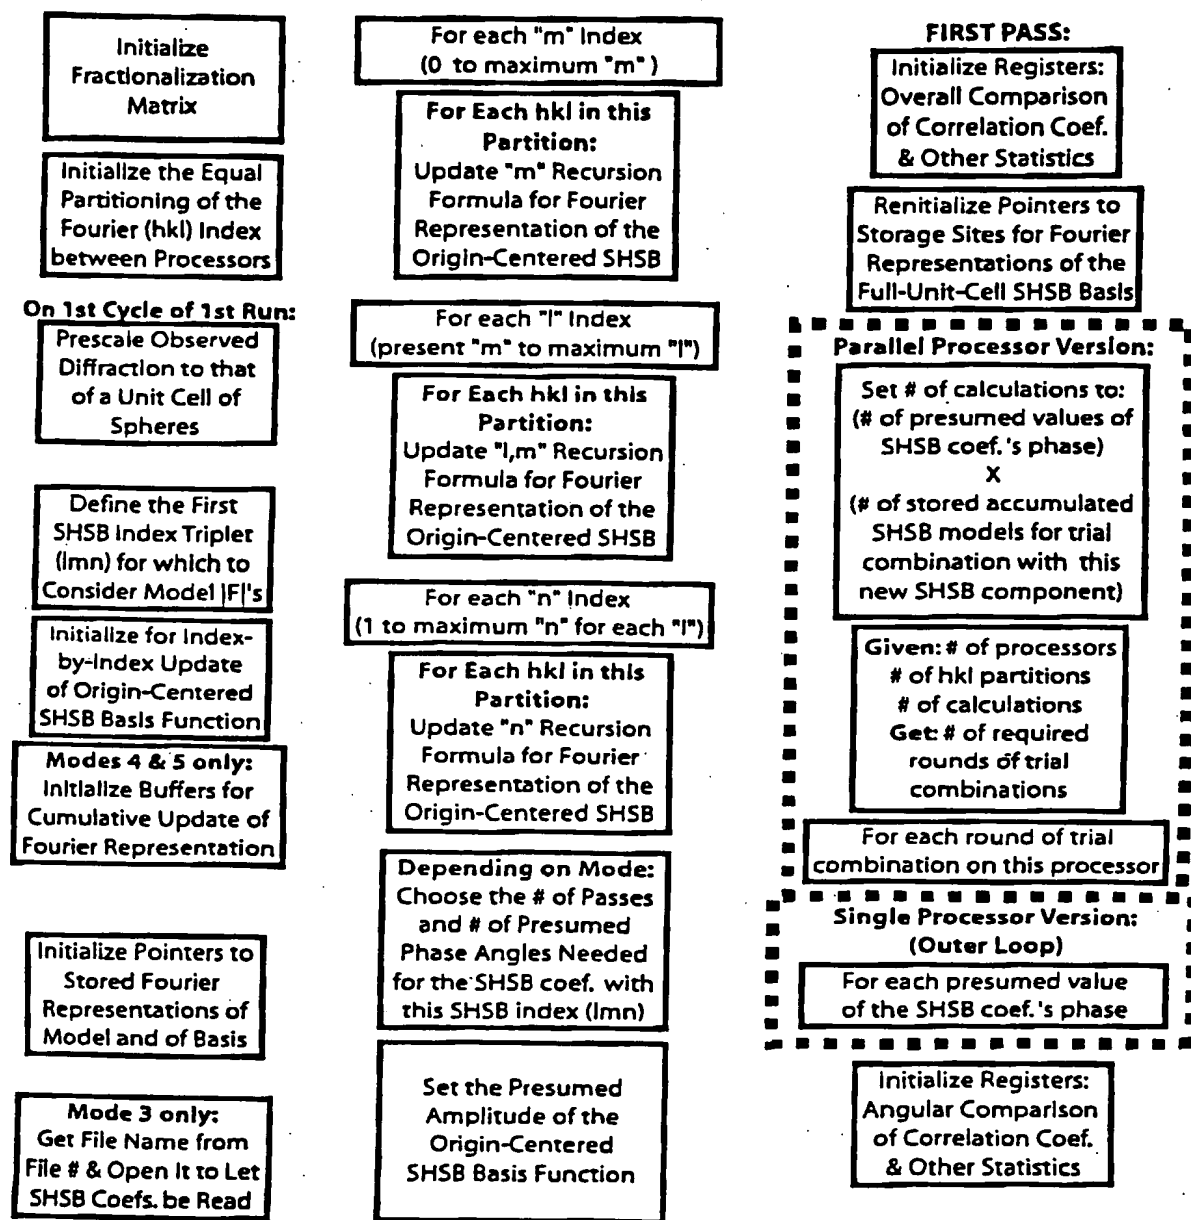 Initialize
Fractionalization
Matrix
Initialize the Equal
Partitioning of the
Fourier (hkl) Index
between Processors
On 1st Cycle of 1st Run:
Prescale Observed
Diffraction to that
of a Unit Cell of
Spheres
Define the First
SHSB Index Triplet
(lmn) for which to
Consider Model |F|'s
Initialize for Index-
by-Index Update
of Origin-Centered
SHSB Basis Function
Modes 4 & 5 only:
Initialize Buffers for
Cumulative Update of
Fourier Representation
Initialize Pointers to
Stored Fourier
Representations of
Model and of Basis
Mode 3 only:
Get File Name from
File # & Open It to Let
SHSB Coefs. be Read
For each "m" Index
(0 to maximum "m" )
For Each hkl in this
Partition:
Update "m" Recursion
Formula for Fourier
Representation of the
Origin-Centered SHSB
For each "l" Index
(present "m" to maximum "l")
For Each hkl in this
Partition:
Update "l,m" Recursion
Formula for Fourier
Representation of the
Origin-Centered SHSB
For each "n" Index
(1 to maximum "n" for each "l")
For Each hkl in this
Partition:
Update "n" Recursion
Formula for Fourier
Representation of the
Origin-Centered SHSB
Depending on Mode:
Choose the # of Passes
and # of Presumed
Phase Angles Needed
for the SHSB coef. with
this SHSB index (lmn)
Set the Presumed
Amplitude of the
Origin-Centered
SHSB Basis Function
FIRST PASS:
Initialize Registers:
Overall Comparison
of Correlation Coef.
& Other Statistics
Renitialize Pointers to
Storage Sites for Fourier
Representations of the
Full-Unit-Cell SHSB Basis
Parallel Processor Version:
Set # of calculations to:
(# of presumed values of
SHSB coef.'s phase)
X
(# of stored accumulated
SHSB models for trial
combination with this
new SHSB component)
Given: # of processors
# of hkl partitions
# of calculations
Get: # of required
rounds of trial
combinations
For each round of trial
combination on this processor
Single Processor Version:
(Outer Loop)
For each presumed value
of the SHSB coef.'s phase
Initialize Registers:
Angular Comparison
of Correlation Coef.
& Other Statistics